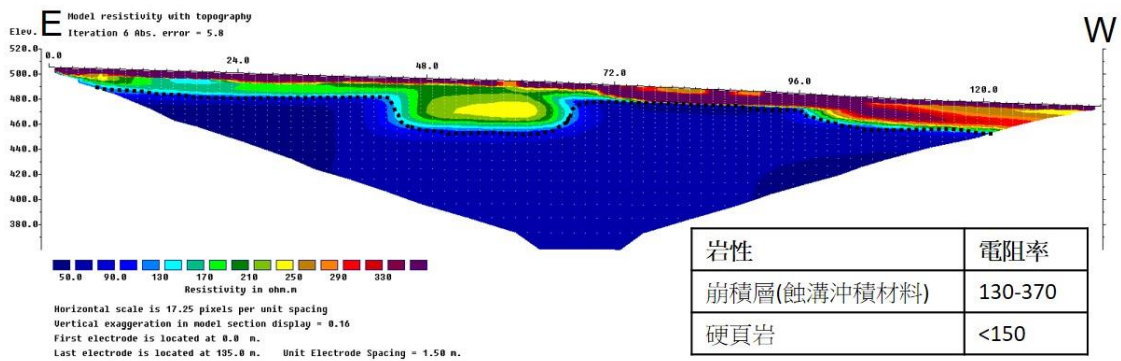 E Model resistivity with topography W
Elev. Iteration 6 Abs. error = 5.8
520.0
0.0
500.0
24.0
48.0
72.0
480.0
96.0
120.0
460.0
440.0
420.0
400.0
380.0
岩性 電阻率
崩積層(蝕溝沖積材料) 130-370
硬頁岩 <150
50.0 90.0 130 170 210 250 290 330
Resistivity in ohm.m
Horizontal scale is 17.25 pixels per unit spacing
Vertical exaggeration in model section display = 0.16
First electrode is located at 0.0 m.
Last electrode is located at 135.0 m. Unit Electrode Spacing = 1.50 m.